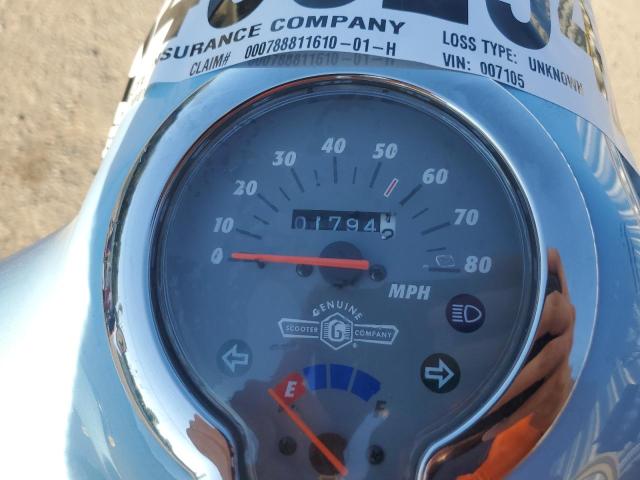 SURANCE COMPANY
LOSS TYPE: UNKNOWN
CLAIM# 000788811610-01-H
VIN: 007105
0 10 20 30 40 50 60 70 80
01794
MPH
GENUINE
SCOOTER G COMPANY
E F